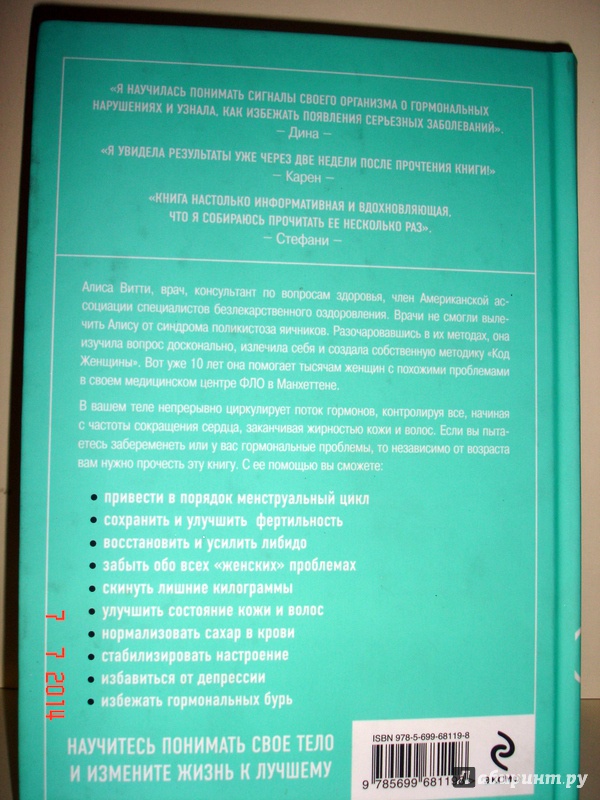 «Я НАУЧИЛАСЬ ПОНИМАТЬ СИГНАЛЫ СВОЕГО ОРГАНИЗМА О ГОРМОНАЛЬНЫХ
НАРУШЕНИЯХ И УЗНАЛА, КАК ИЗБЕЖАТЬ ПОЯВЛЕНИЯ СЕРЬЕЗНЫХ ЗАБОЛЕВАНИЙ».
— Дина —
«Я УВИДЕЛА РЕЗУЛЬТАТЫ УЖЕ ЧЕРЕЗ ДВЕ НЕДЕЛИ ПОСЛЕ ПРОЧТЕНИЯ КНИГИ!»
— Карен —
«КНИГА НАСТОЛЬКО ИНФОРМАТИВНАЯ И ВДОХНОВЛЯЮЩАЯ,
ЧТО Я СОБИРАЮСЬ ПРОЧИТАТЬ ЕЕ НЕСКОЛЬКО РАЗ».
— Стефани —
Алиса Витти, врач, консультант по вопросам здоровья, член Американской ас-
социации специалистов безлекарственного оздоровления. Врачи не смогли выле-
чить Алису от синдрома поликистоза яичников. Разочаровавшись в их методах, она
изучила вопрос досконально, излечила себя и создала собственную методику «Код
Женщины». Вот уже 10 лет она помогает тысячам женщин с похожими проблемами
в своем медицинском центре ФЛО в Манхеттене.
В вашем теле непрерывно циркулирует поток гормонов, контролируя все, начиная
с частоты сокращения сердца, заканчивая жирностью кожи и волос. Если вы пыта-
етесь забеременеть или у вас гормональные проблемы, то независимо от возраста
вам нужно прочесть эту книгу. С ее помощью вы сможете:
• привести в порядок менструальный цикл
• сохранить и улучшить фертильность
• восстановить и усилить либидо
• забыть обо всех «женских» проблемах
• скинуть лишние килограммы
• улучшить состояние кожи и волос
• нормализовать сахар в крови
• стабилизировать настроение
• избавиться от депрессии
• избежать гормональных бурь
НАУЧИТЕСЬ ПОНИМАТЬ СВОЕ ТЕЛО
И ИЗМЕНИТЕ ЖИЗНЬ К ЛУЧШЕМУ
ISBN 978-5-699-68119-8
9 785699 68119
Лабиринт.ру
7 7 2014